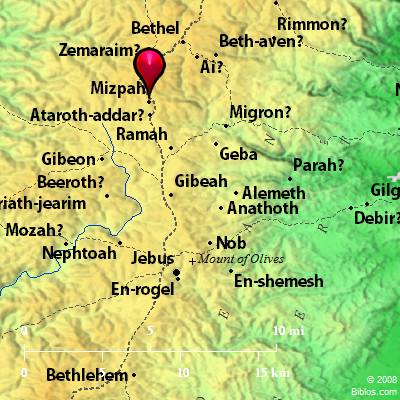 Bethel
Rimmon?
Zemaraim?
Beth-aven?
Ai?
Mizpah
Ataroth-addar?
Migron?
Ramah
N
Gibeon
Geba
Parah?
Beeroth?
Gibeah
Alemeth
Gilg
riath-jearim
Anathoth
Debir?
Mozah?
Nob
Nephtoah
Jebus
Mount of Olives
En-rogel
En-shemesh
0 5 10 mi
0 5 10 15 km
Bethlehem
© 2008
Biblos.com